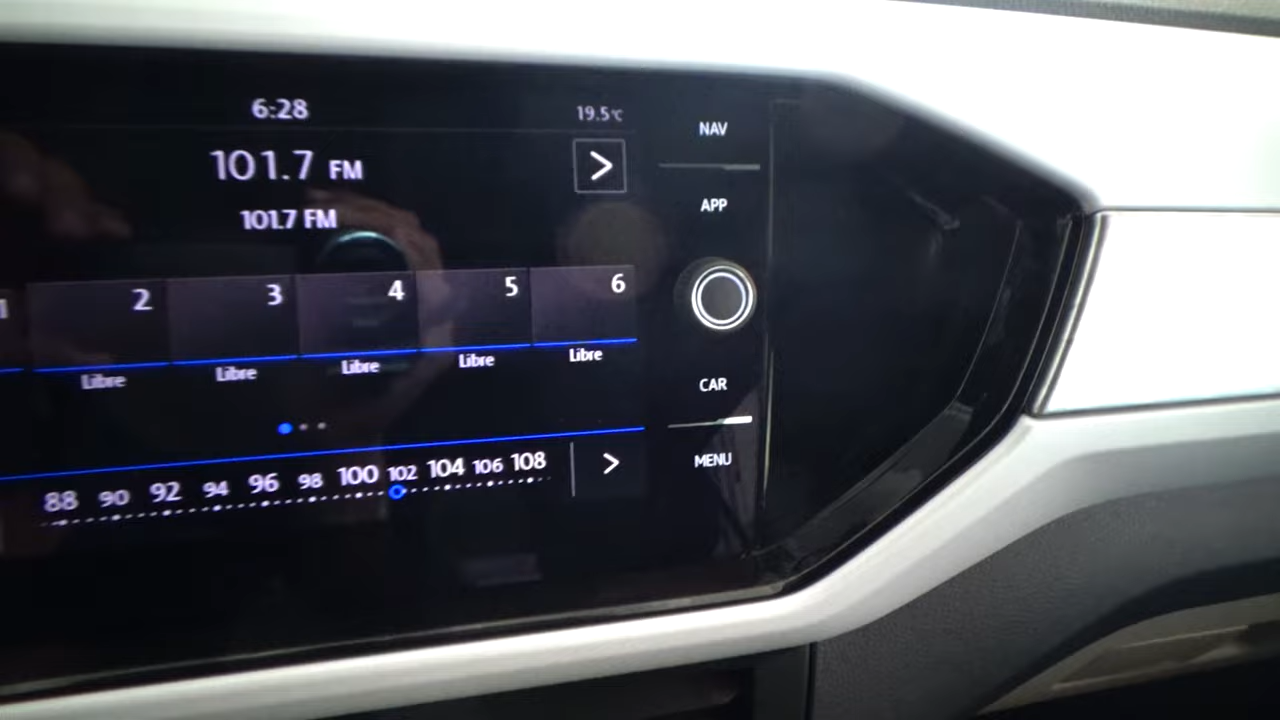 6:28
19.5℃
NAV
101.7 FM
APP
101.7 FM
1 2 3 4 5 6
Libre Libre Libre Libre Libre
CAR
88 90 92 94 96 98 100 102 104 106 108
MENU